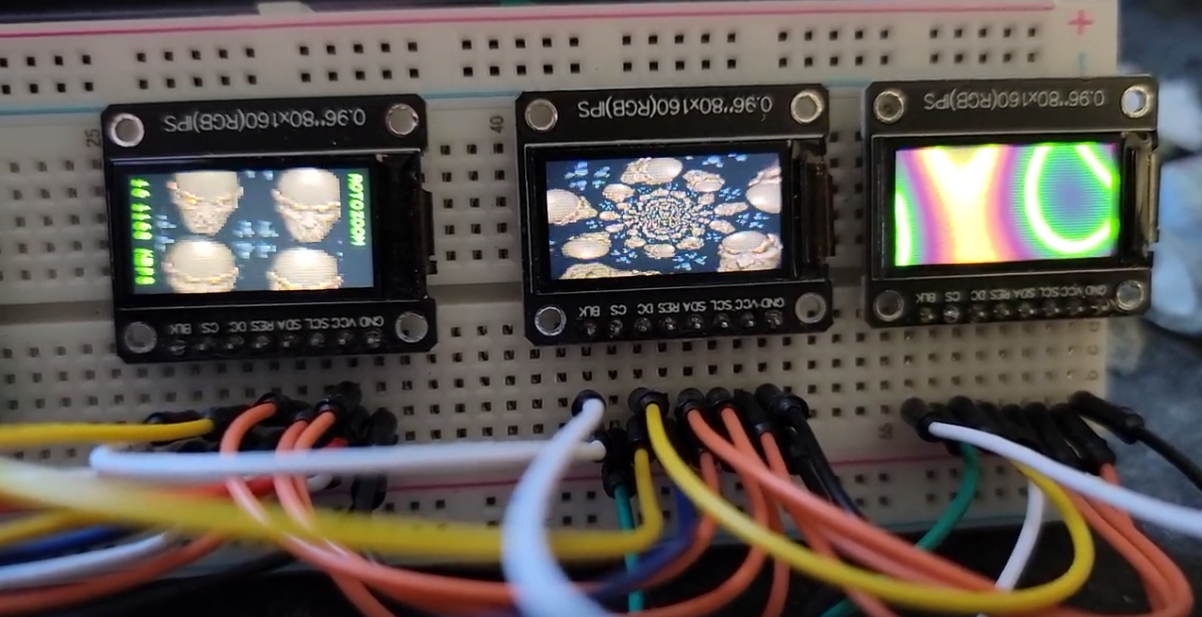 0.96"80x160(RGB)IPS
0.96"80x160(RGB)IPS
0.96"80x160(RGB)IPS
25
40
+
ROTOZOOM
BLK CS DC RES SDA SCL VCC GND
BLK CS DC RES SDA SCL VCC GND
BLK CS DC RES SDA SCL VCC GND